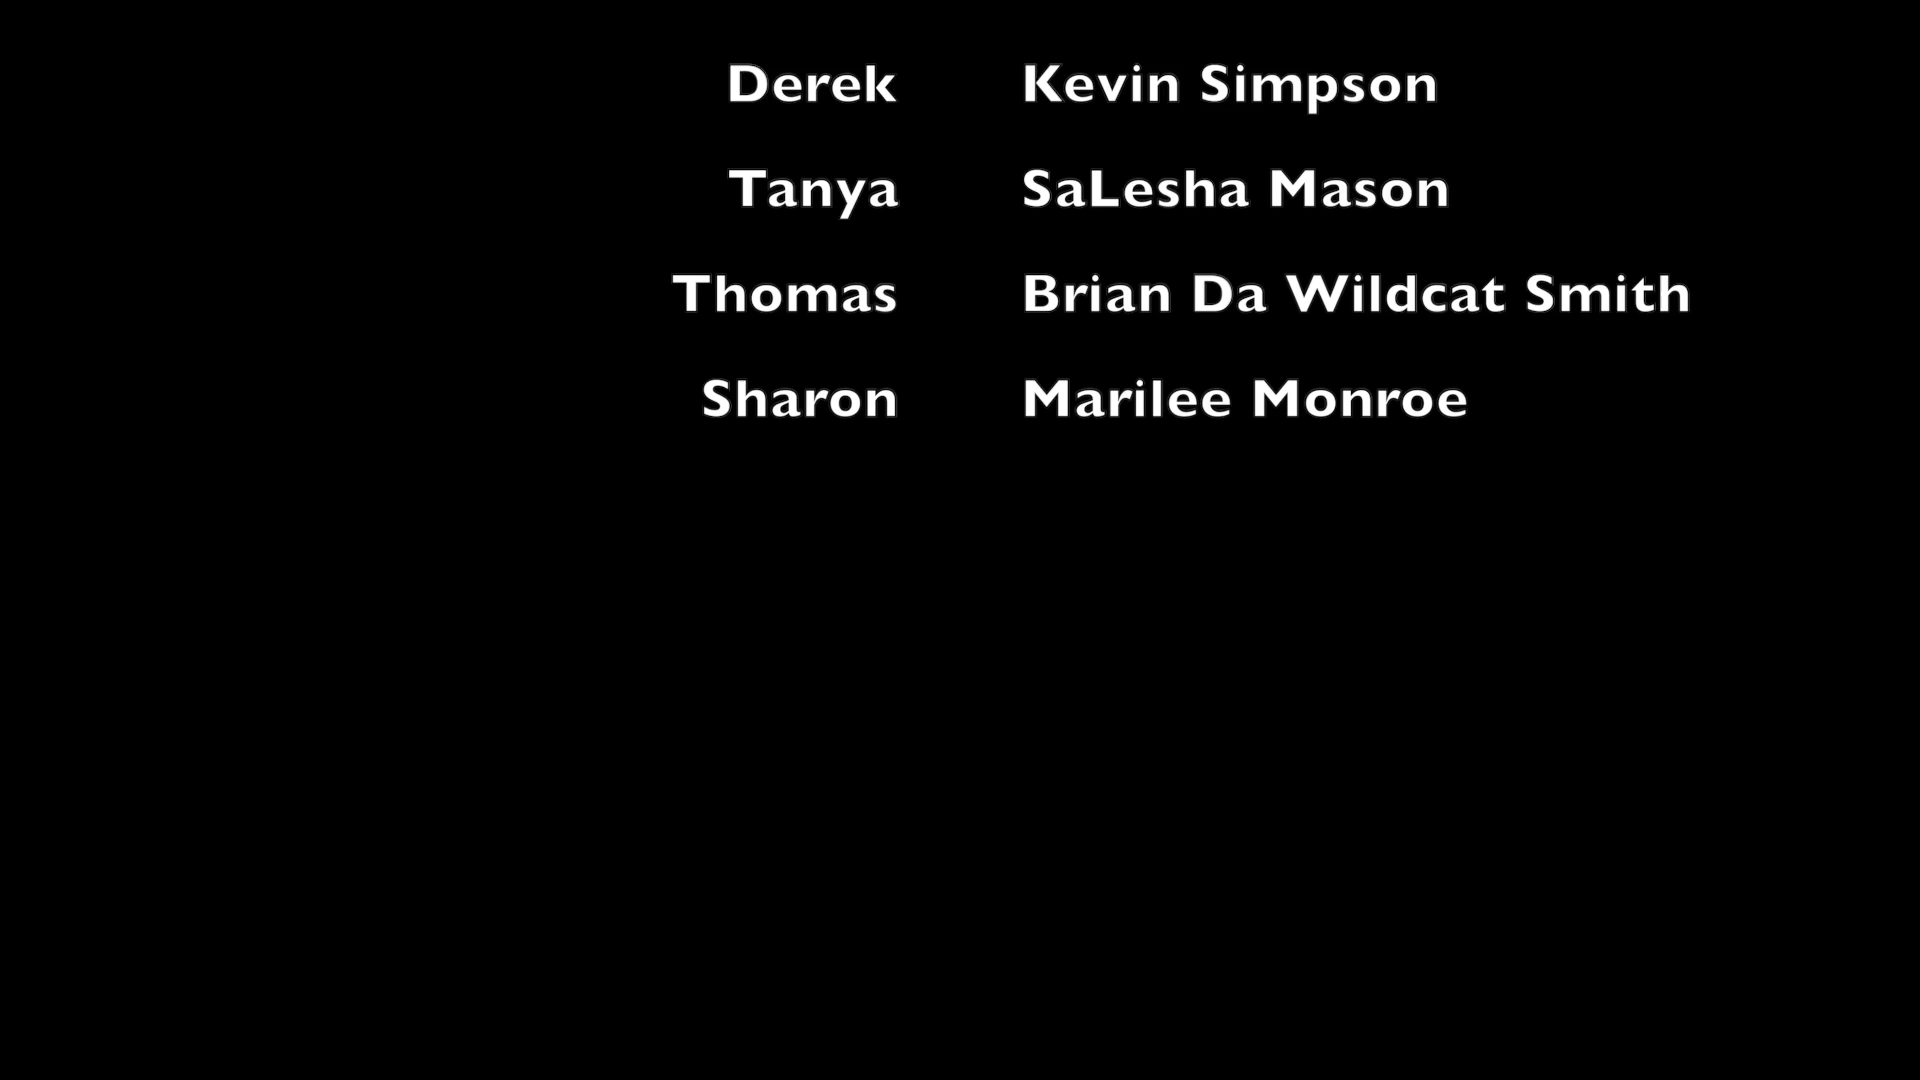 Derek Kevin Simpson
Tanya SaLesha Mason
Thomas Brian Da Wildcat Smith
Sharon Marilee Monroe